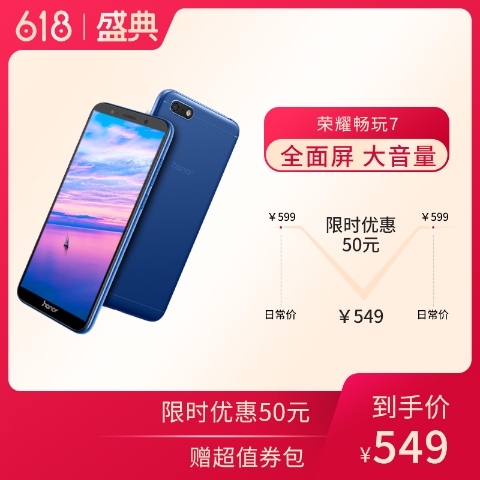 618 | 盛典
荣耀畅玩7
全面屏 大音量
¥599
限时优惠
50元
¥599
日常价
¥549
日常价
honor
honor
限时优惠50元
赠超值券包
到手价
¥549